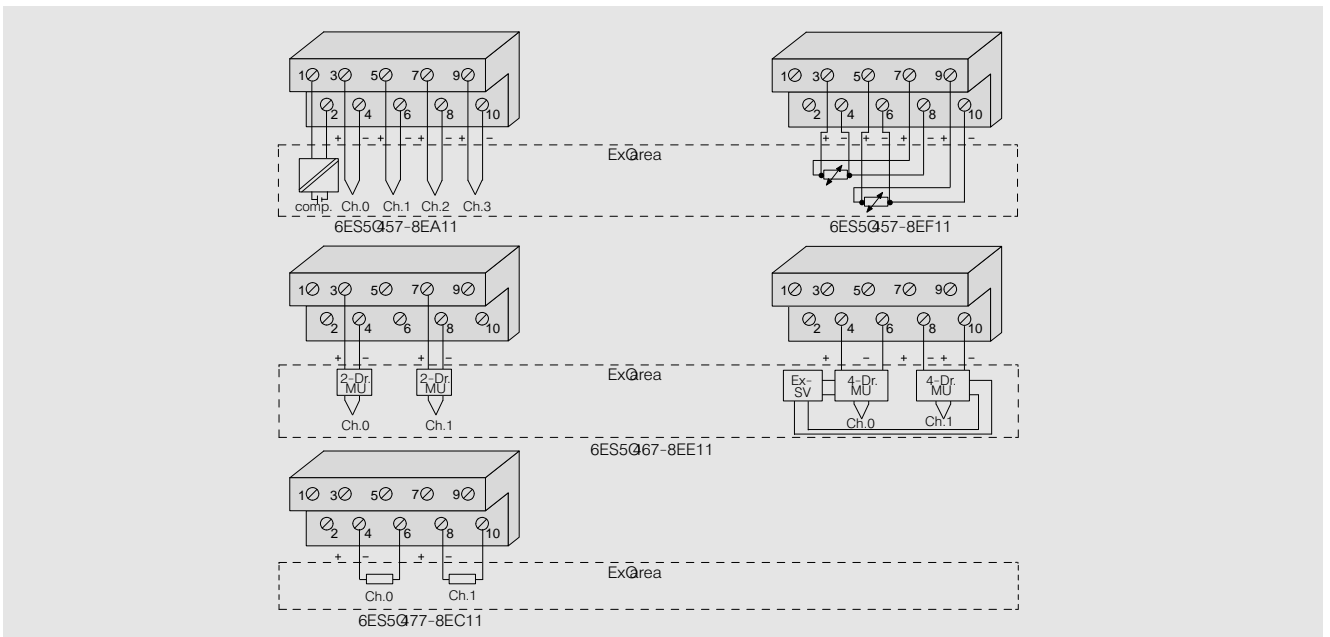 1 3 5 7 9
2 4 6 8 10
+ - + - + - + -
comp. Ch.0 Ch.1 Ch.2 Ch.3
6ES5 457-8EA11
1 3 5 7 9
2 4 6 8 10
+ - + -
Ex area
6ES5 457-8EF11
1 3 5 7 9
2 4 6 8 10
+ - + -
2-Dr. MU 2-Dr. MU
Ch.0 Ch.1
1 3 5 7 9
2 4 6 8 10
+ - + - + -
Ex area
Ex-SV 4-Dr. MU 4-Dr. MU
Ch.0 Ch.1
6ES5 467-8EE11
1 3 5 7 9
2 4 6 8 10
+ - + -
Ex area
Ch.0 Ch.1
6ES5 477-8EC11